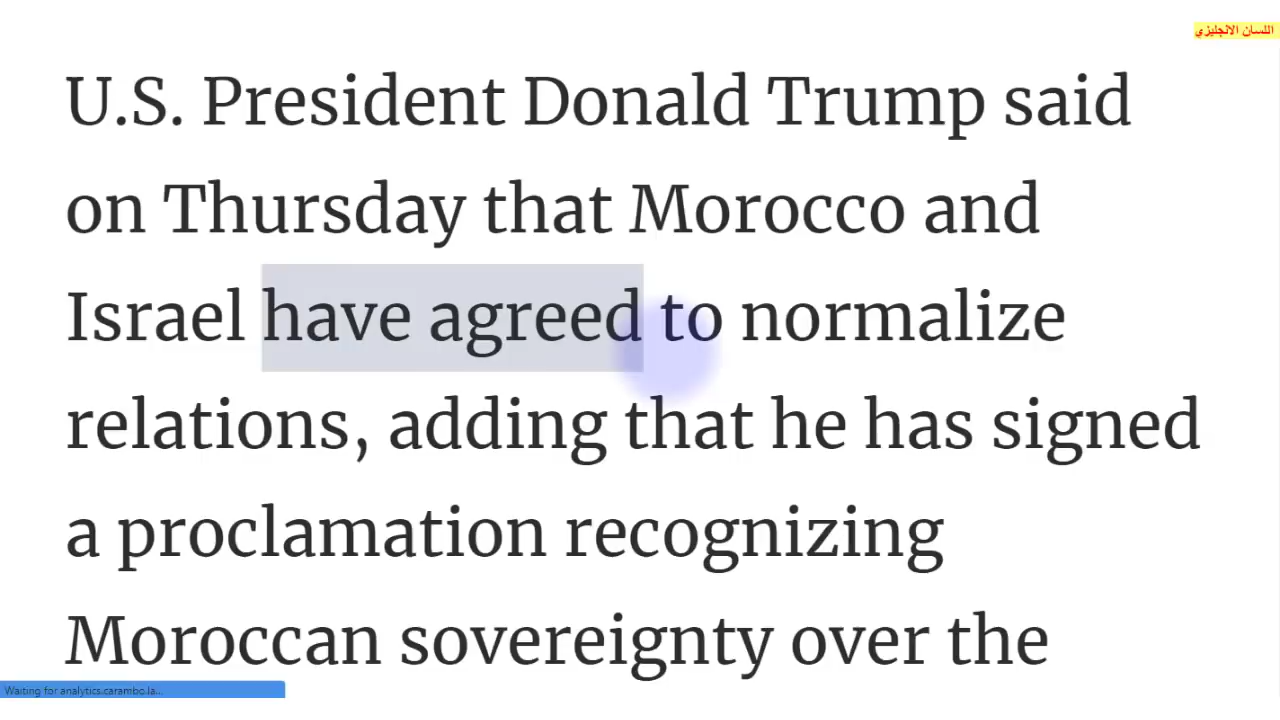 اللسان الانجليزي
U.S. President Donald Trump said
on Thursday that Morocco and
Israel have agreed to normalize
relations, adding that he has signed
a proclamation recognizing
Moroccan sovereignty over the
Waiting for analytics.carambo.la...